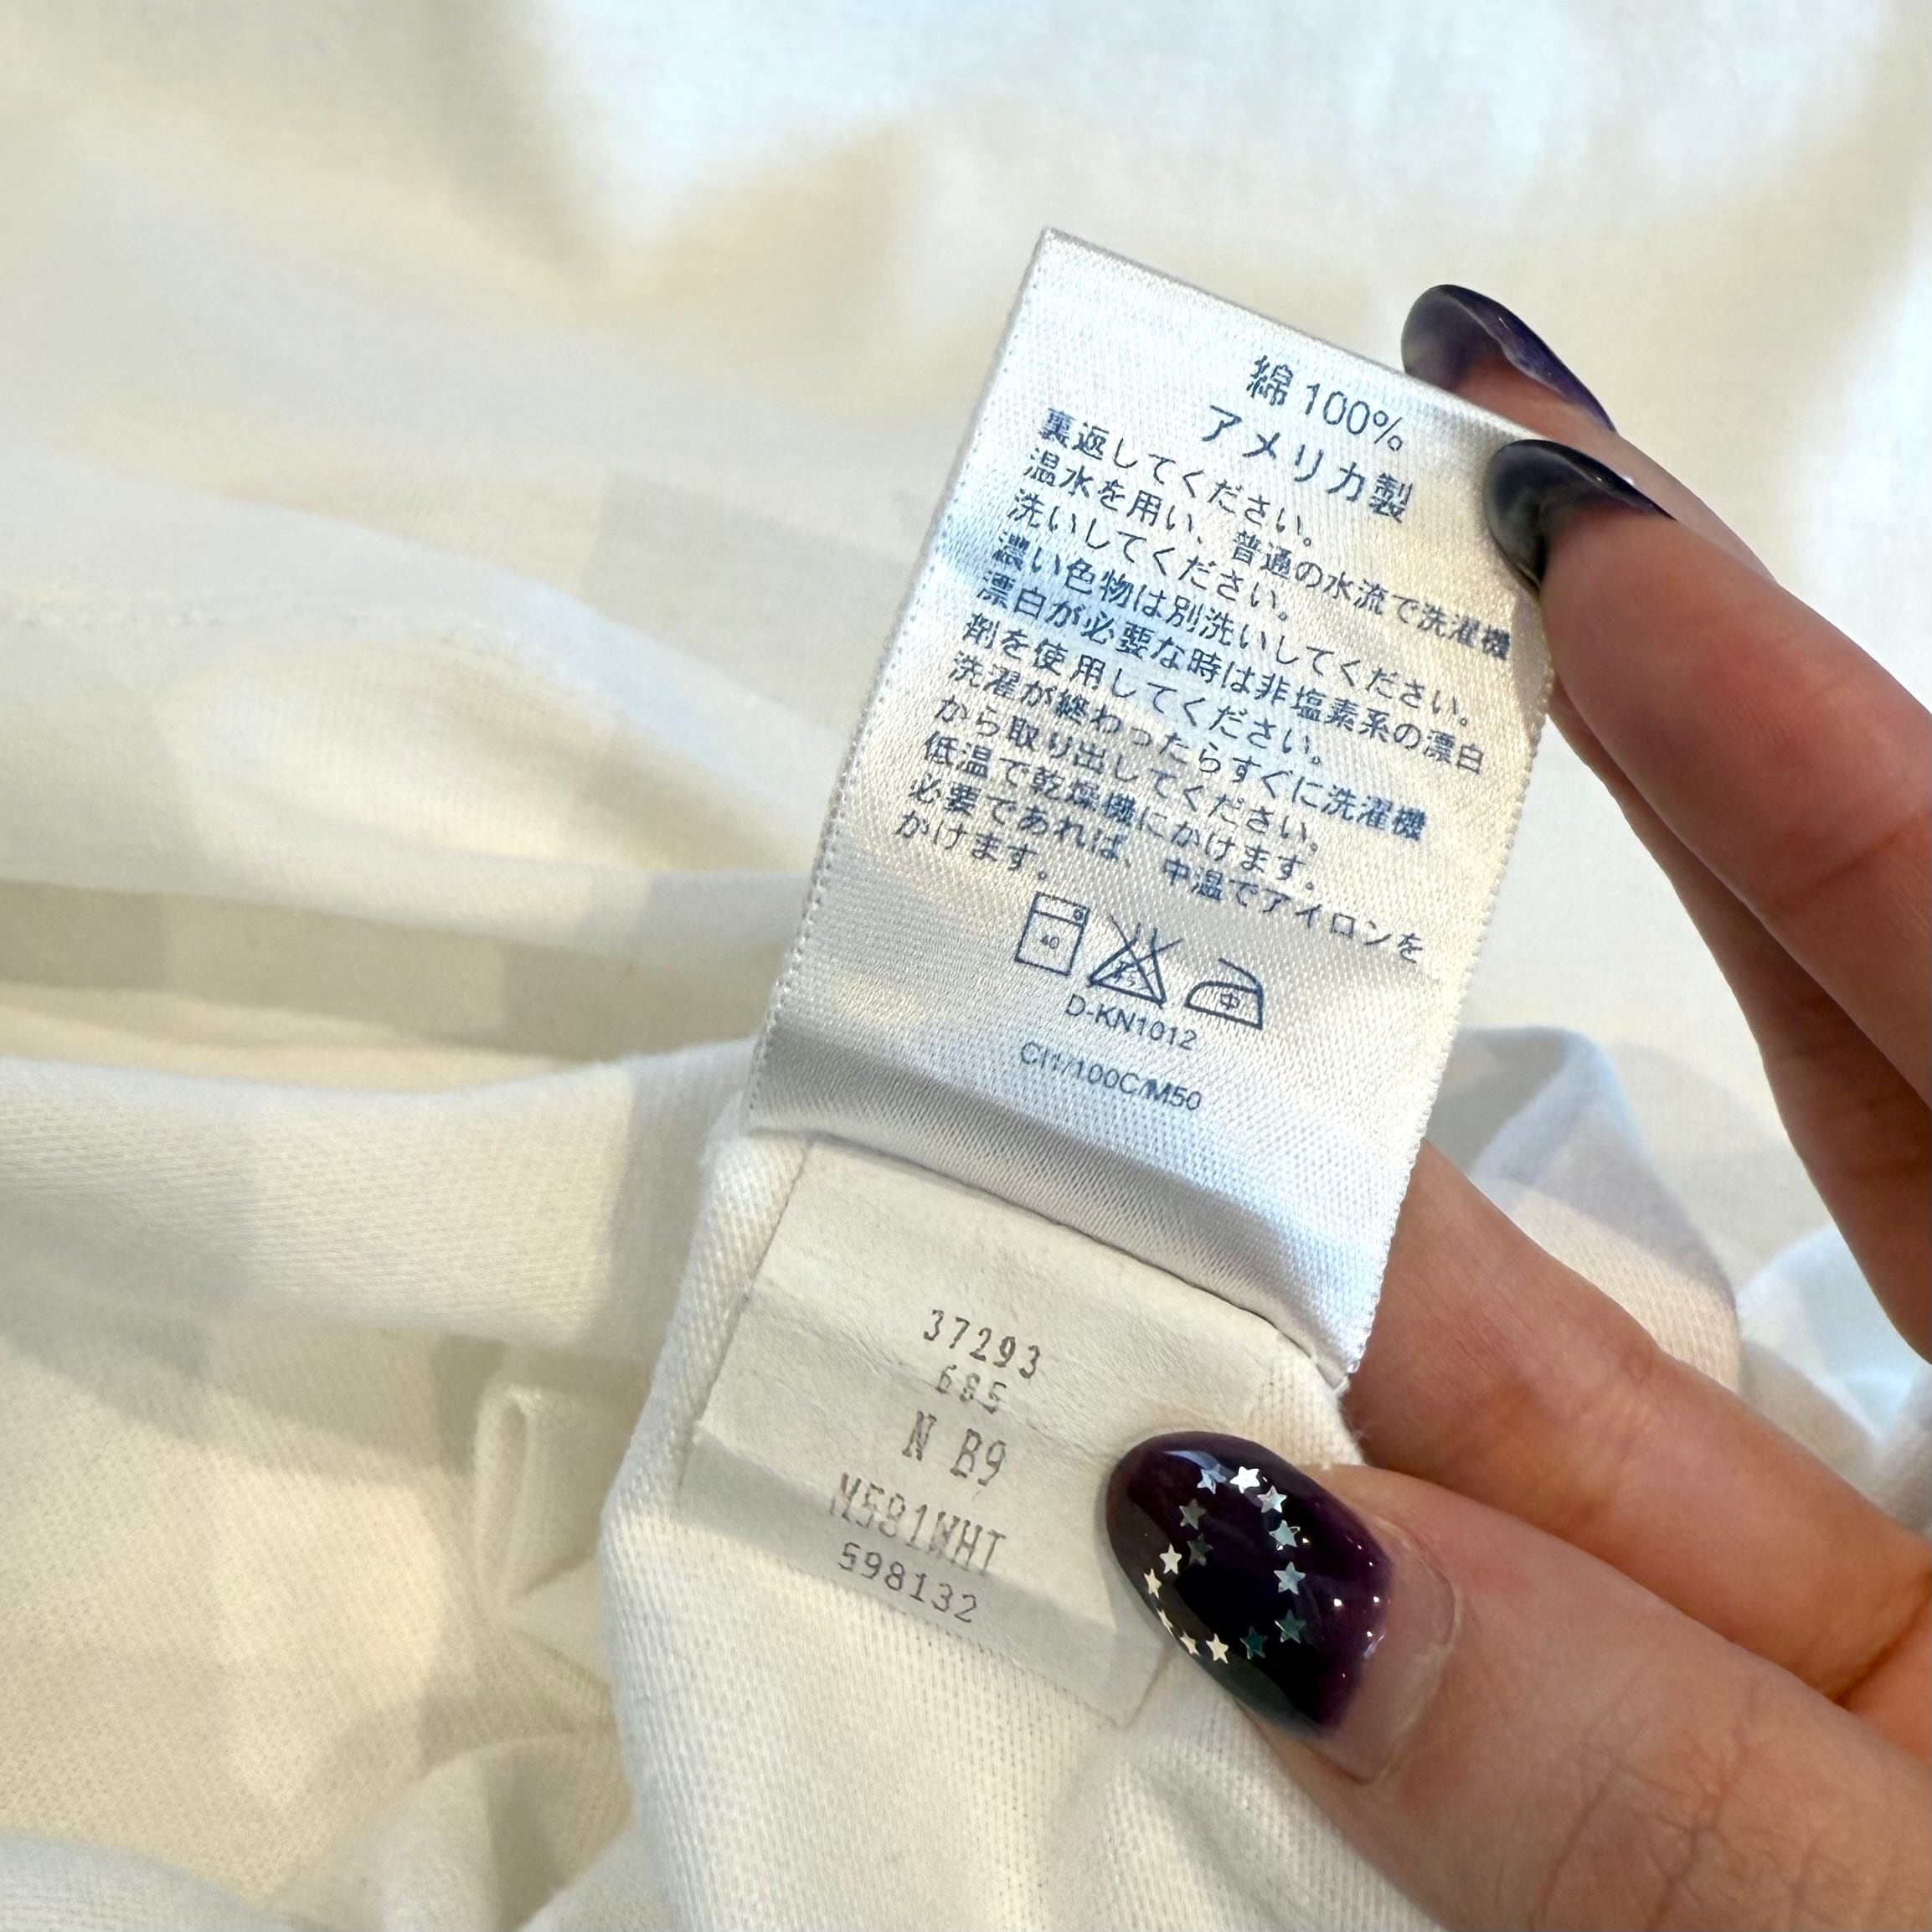 綿 100%
アメリカ製
裏返してください。
温水を用い、普通の水流で洗濯機
洗いしてください。
濃い色物は別洗いしてください。
漂白が必要な時は非塩素系の漂白
剤を使用してください。
洗濯が終わったらすぐに洗濯機
から取り出してください。
低温で乾燥機にかけます。
必要であれば、中温でアイロンを
かけます。
40 中
D-KN1012
/100C/M50
37293
685
N B9
M581WHT
598132